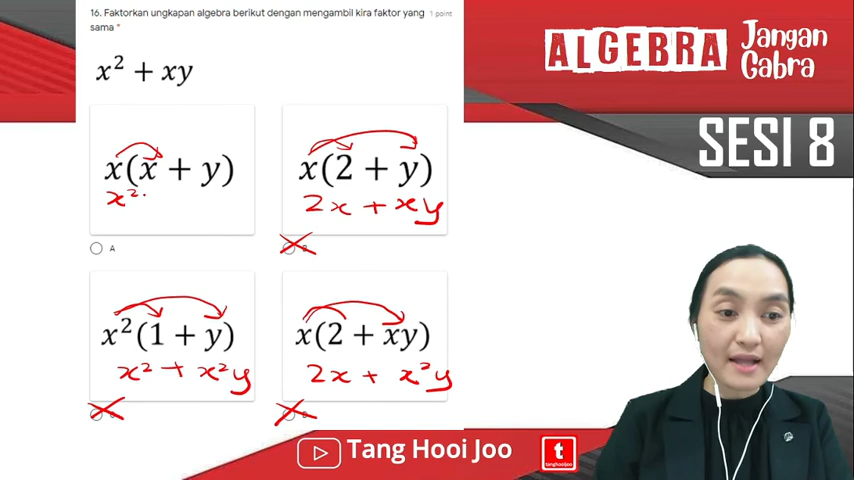 16. Faktorkan ungkapan algebra berikut dengan mengambil kira faktor yang 1 point
sama *
x² + xy
x(x + y)
x²
x(2 + y)
2x + xy
A
x²(1 + y)
x² + x²y
x(2 + xy)
2x + x²y
ALGEBRA Jangan
Gabra
SESI 8
Tang Hooi Joo
t
tanghooijoo